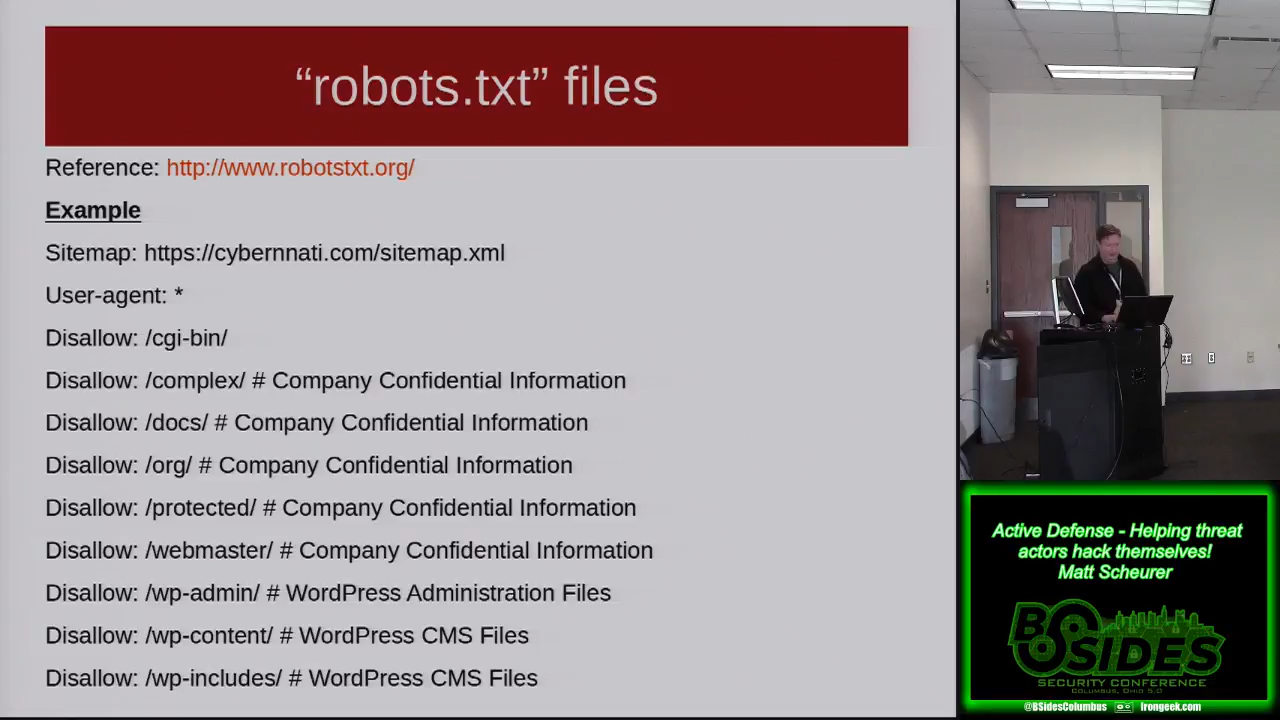 “robots.txt” files
Reference: http://www.robotstxt.org/
Example
Sitemap: https://cybernnati.com/sitemap.xml
User-agent: *
Disallow: /cgi-bin/
Disallow: /complex/ # Company Confidential Information
Disallow: /docs/ # Company Confidential Information
Disallow: /org/ # Company Confidential Information
Disallow: /protected/ # Company Confidential Information
Disallow: /webmaster/ # Company Confidential Information
Disallow: /wp-admin/ # WordPress Administration Files
Disallow: /wp-content/ # WordPress CMS Files
Disallow: /wp-includes/ # WordPress CMS Files
Active Defense - Helping threat
actors hack themselves!
Matt Scheurer
BSIDES
SECURITY CONFERENCE
COLUMBUS, OHIO 5.0
@BSidesColumbus irongeek.com